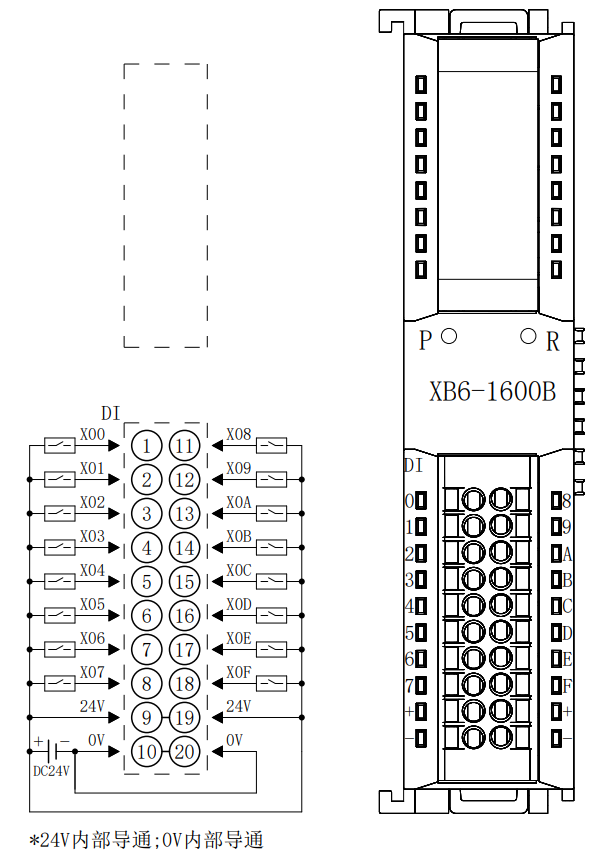 DI
X00 1 11 X08
X01 2 12 X09
X02 3 13 X0A
X03 4 14 X0B
X04 5 15 X0C
X05 6 16 X0D
X06 7 17 X0E
X07 8 18 X0F
24V 9 19 24V
+ − 0V 10 20 0V
DC24V
*24V内部导通;0V内部导通
P R
XB6-1600B
DI
0 8
1 9
2 A
3 B
4 C
5 D
6 E
7 F
+ +
- -